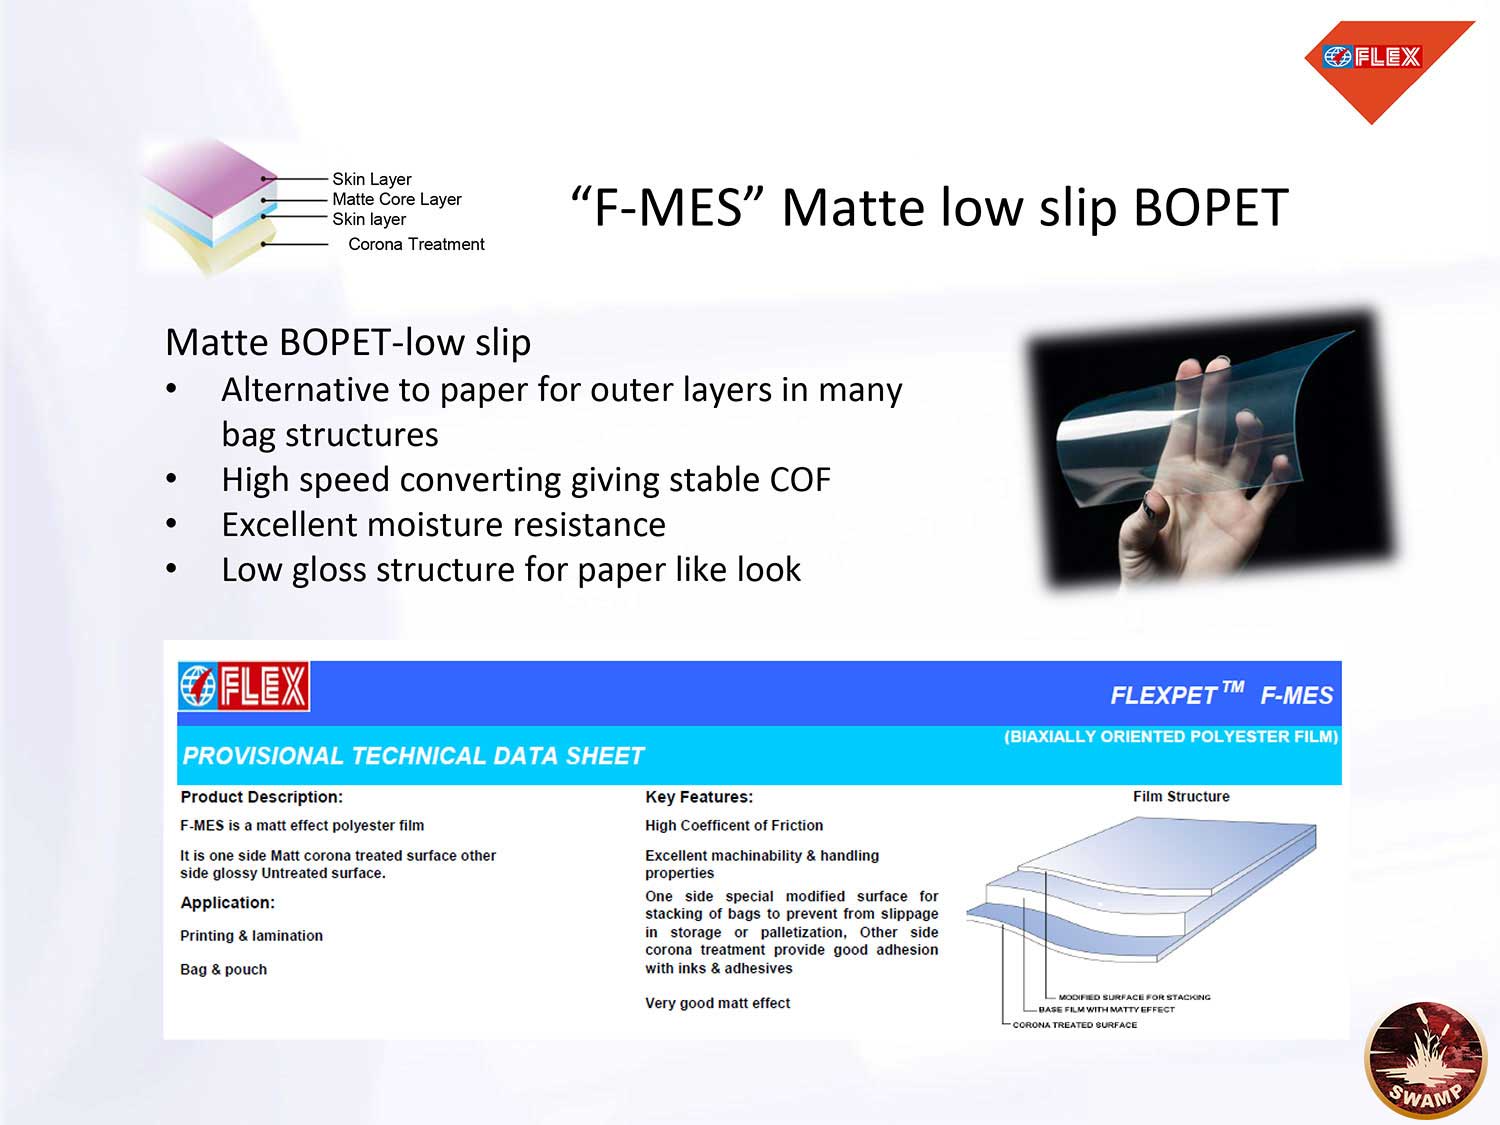 FLEX
Skin Layer
Matte Core Layer
Skin layer
Corona Treatment
“F-MES” Matte low slip BOPET
Matte BOPET-low slip
• Alternative to paper for outer layers in many
bag structures
• High speed converting giving stable COF
• Excellent moisture resistance
• Low gloss structure for paper like look
FLEX
FLEXPET™ F-MES
(BIAXIALLY ORIENTED POLYESTER FILM)
PROVISIONAL TECHNICAL DATA SHEET
Product Description:
F-MES is a matt effect polyester film
It is one side Matt corona treated surface other
side glossy Untreated surface.
Application:
Printing & lamination
Bag & pouch
Key Features:
High Coefficent of Friction
Excellent machinability & handling
properties
One side special modified surface for
stacking of bags to prevent from slippage
in storage or palletization, Other side
corona treatment provide good adhesion
with inks & adhesives
Very good matt effect
Film Structure
MODIFIED SURFACE FOR STACKING
BASE FILM WITH MATTY EFFECT
CORONA TREATED SURFACE
SWAMP